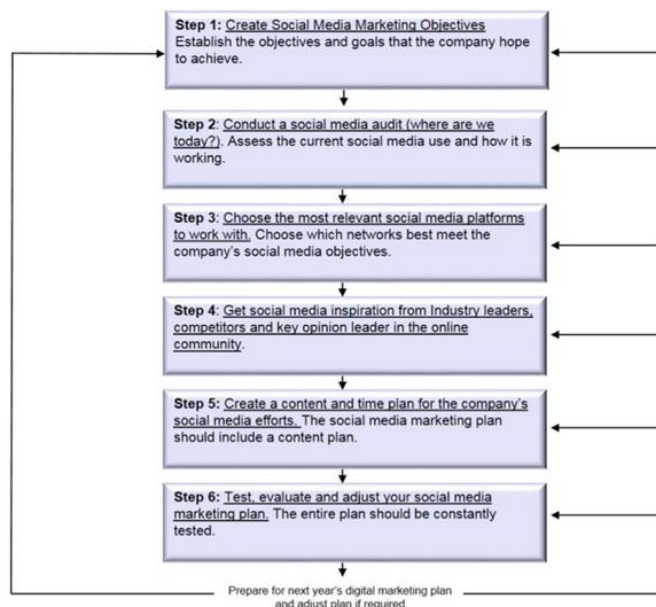 Step 1: Create Social Media Marketing Objectives
Establish the objectives and goals that the company hope
to achieve.
Step 2: Conduct a social media audit (where are we
today?). Assess the current social media use and how it is
working.
Step 3: Choose the most relevant social media platforms
to work with. Choose which networks best meet the
company's social media objectives.
Step 4: Get social media inspiration from Industry leaders,
competitors and key opinion leader in the online
community.
Step 5: Create a content and time plan for the company's
social media efforts. The social media marketing plan
should include a content plan.
Step 6: Test, evaluate and adjust your social media
marketing plan. The entire plan should be constantly
tested.
Prepare for next year's digital marketing plan
and adjust plan if required